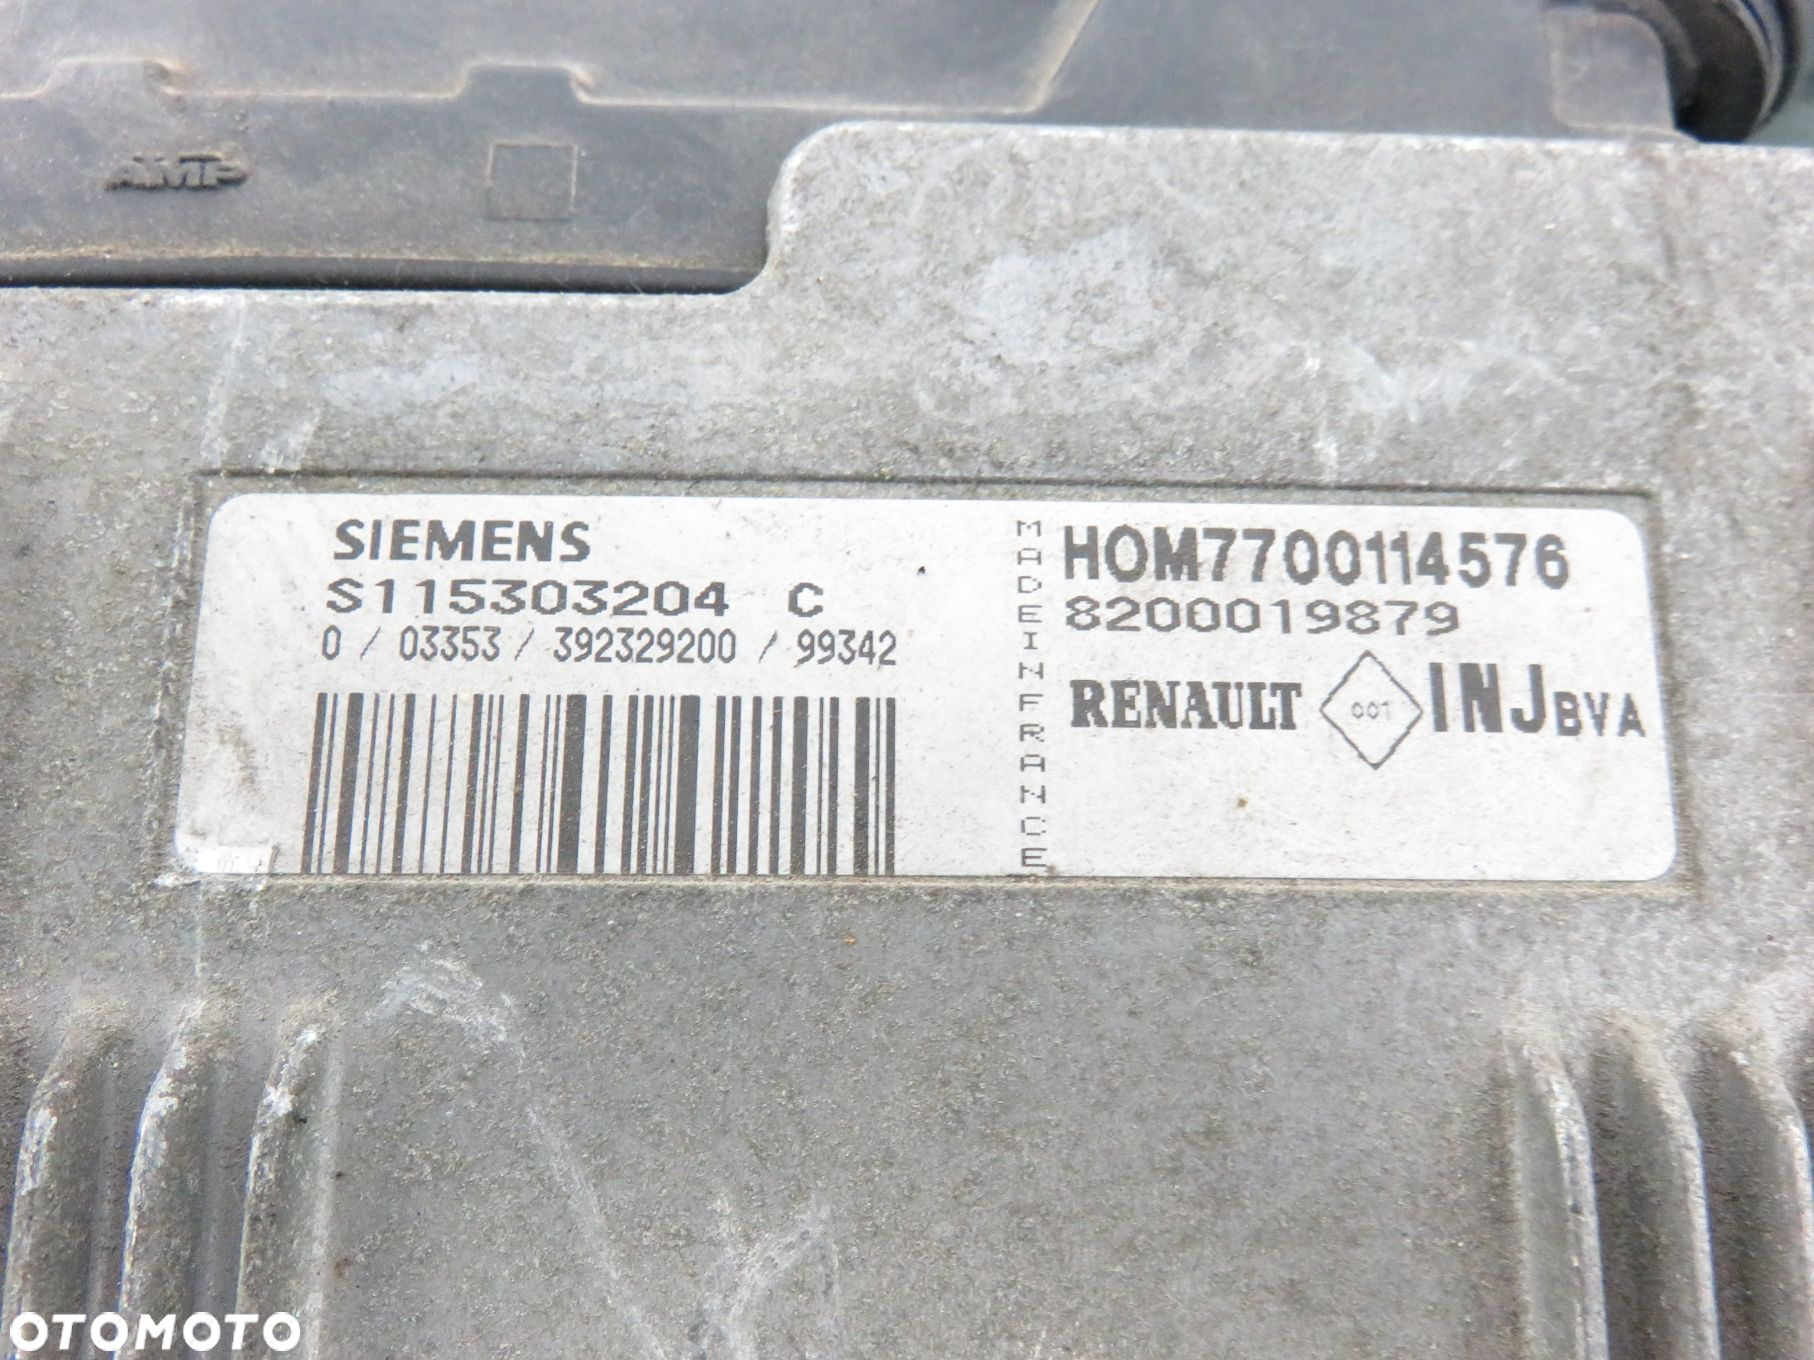 AMP
SIEMENS
S115303204 C
0 / 03353 / 392329200 / 99342
MADE IN FRANCE
HOM7700114576
8200019879
RENAULT 001 INJ BVA
OTOMOTO